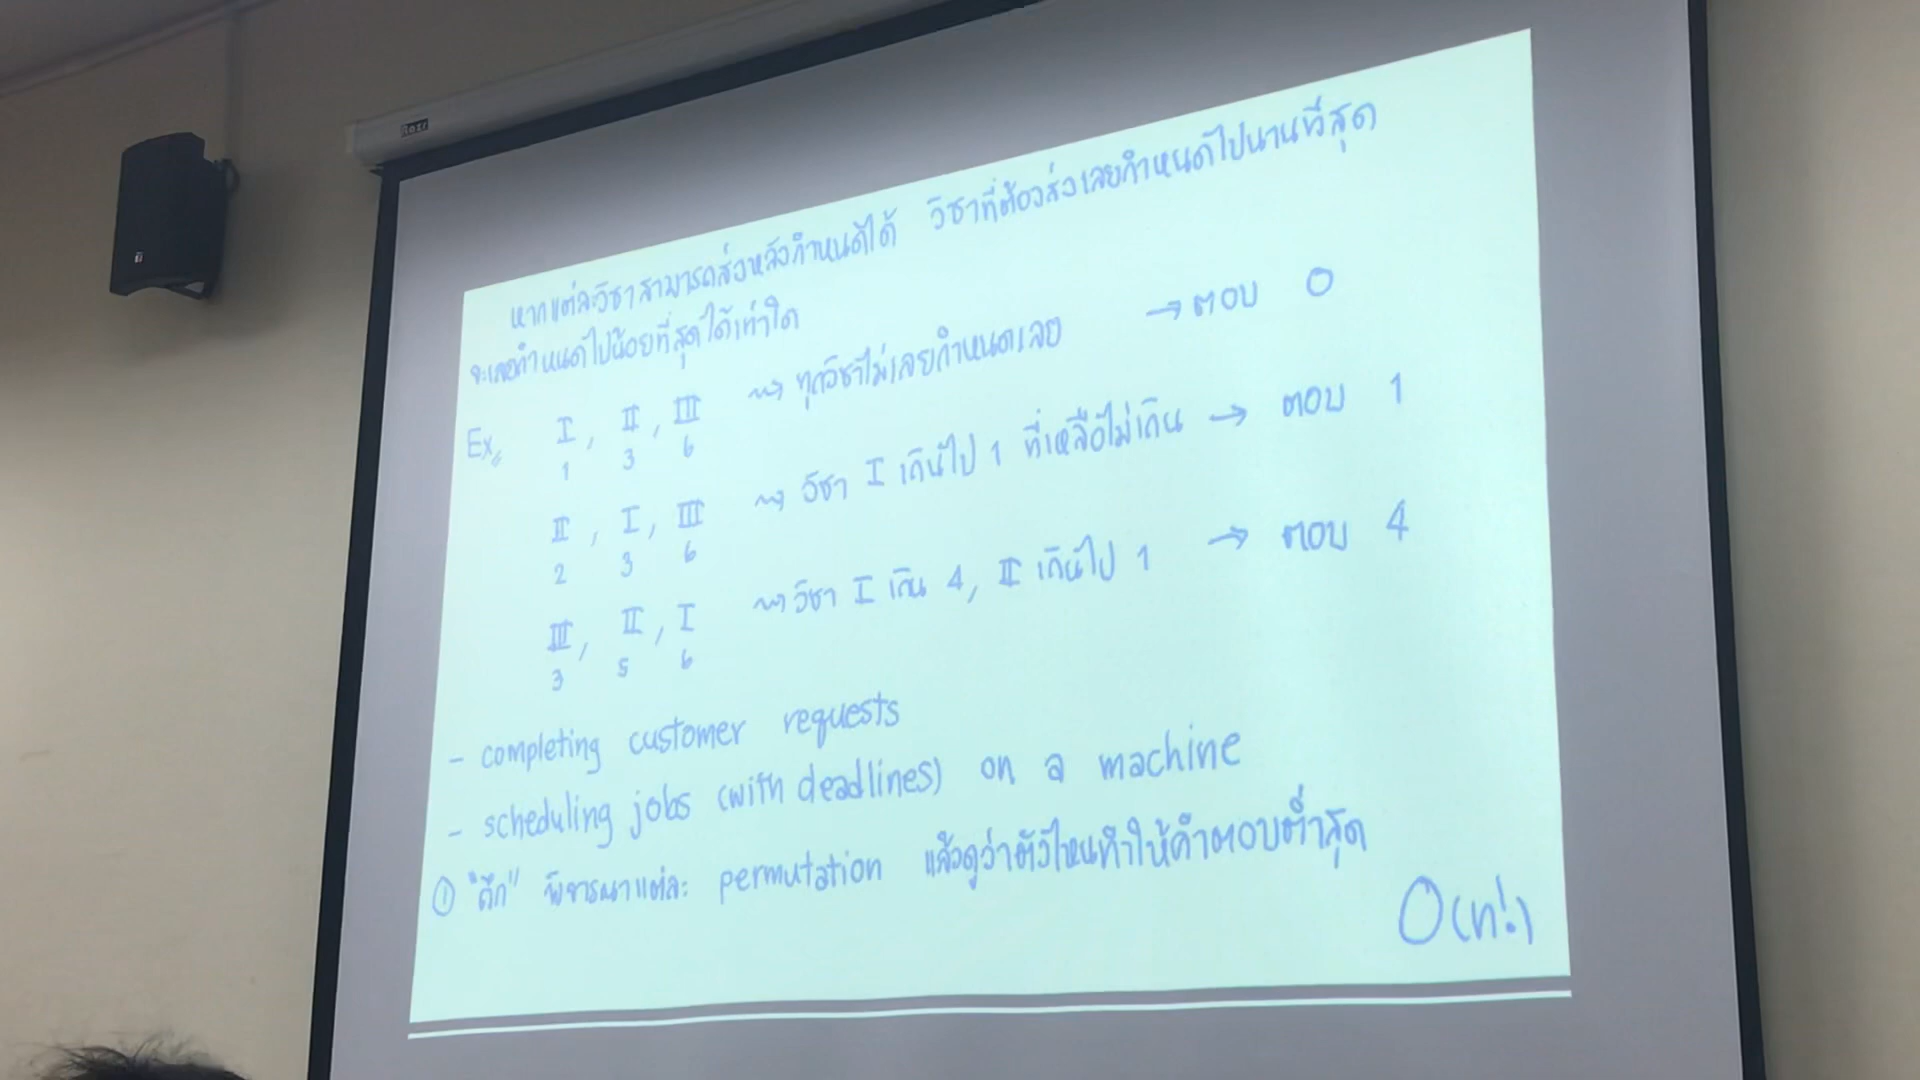 Razr
หากแต่ละวิชาสามารถส่งหลังกำหนดได้ วิชาที่ต้องส่งเลยกำหนดไปนานที่สุด
จะเลยกำหนดไปน้อยที่สุดได้เท่าใด
Ex. I, II, III ⇝ ทุกวิชาไม่เลยกำหนดเลย → ตอบ 0
1 3 6
II, I, III ⇝ วิชา I เกินไป 1 ที่เหลือไม่เกิน → ตอบ 1
2 3 6
III, II, I ⇝ วิชา I เกิน 4, II เกินไป 1 → ตอบ 4
3 5 6
- completing customer requests
- scheduling jobs (with deadlines) on a machine
① "ถึก" พิจารณาแต่ละ permutation แล้วดูว่าตัวไหนทำให้คำตอบต่ำสุด
O(n!)